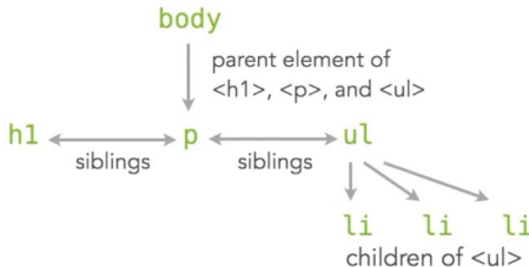 body
parent element of
<h1>, <p>, and <ul>
h1 p ul
siblings siblings
li li li
children of <ul>